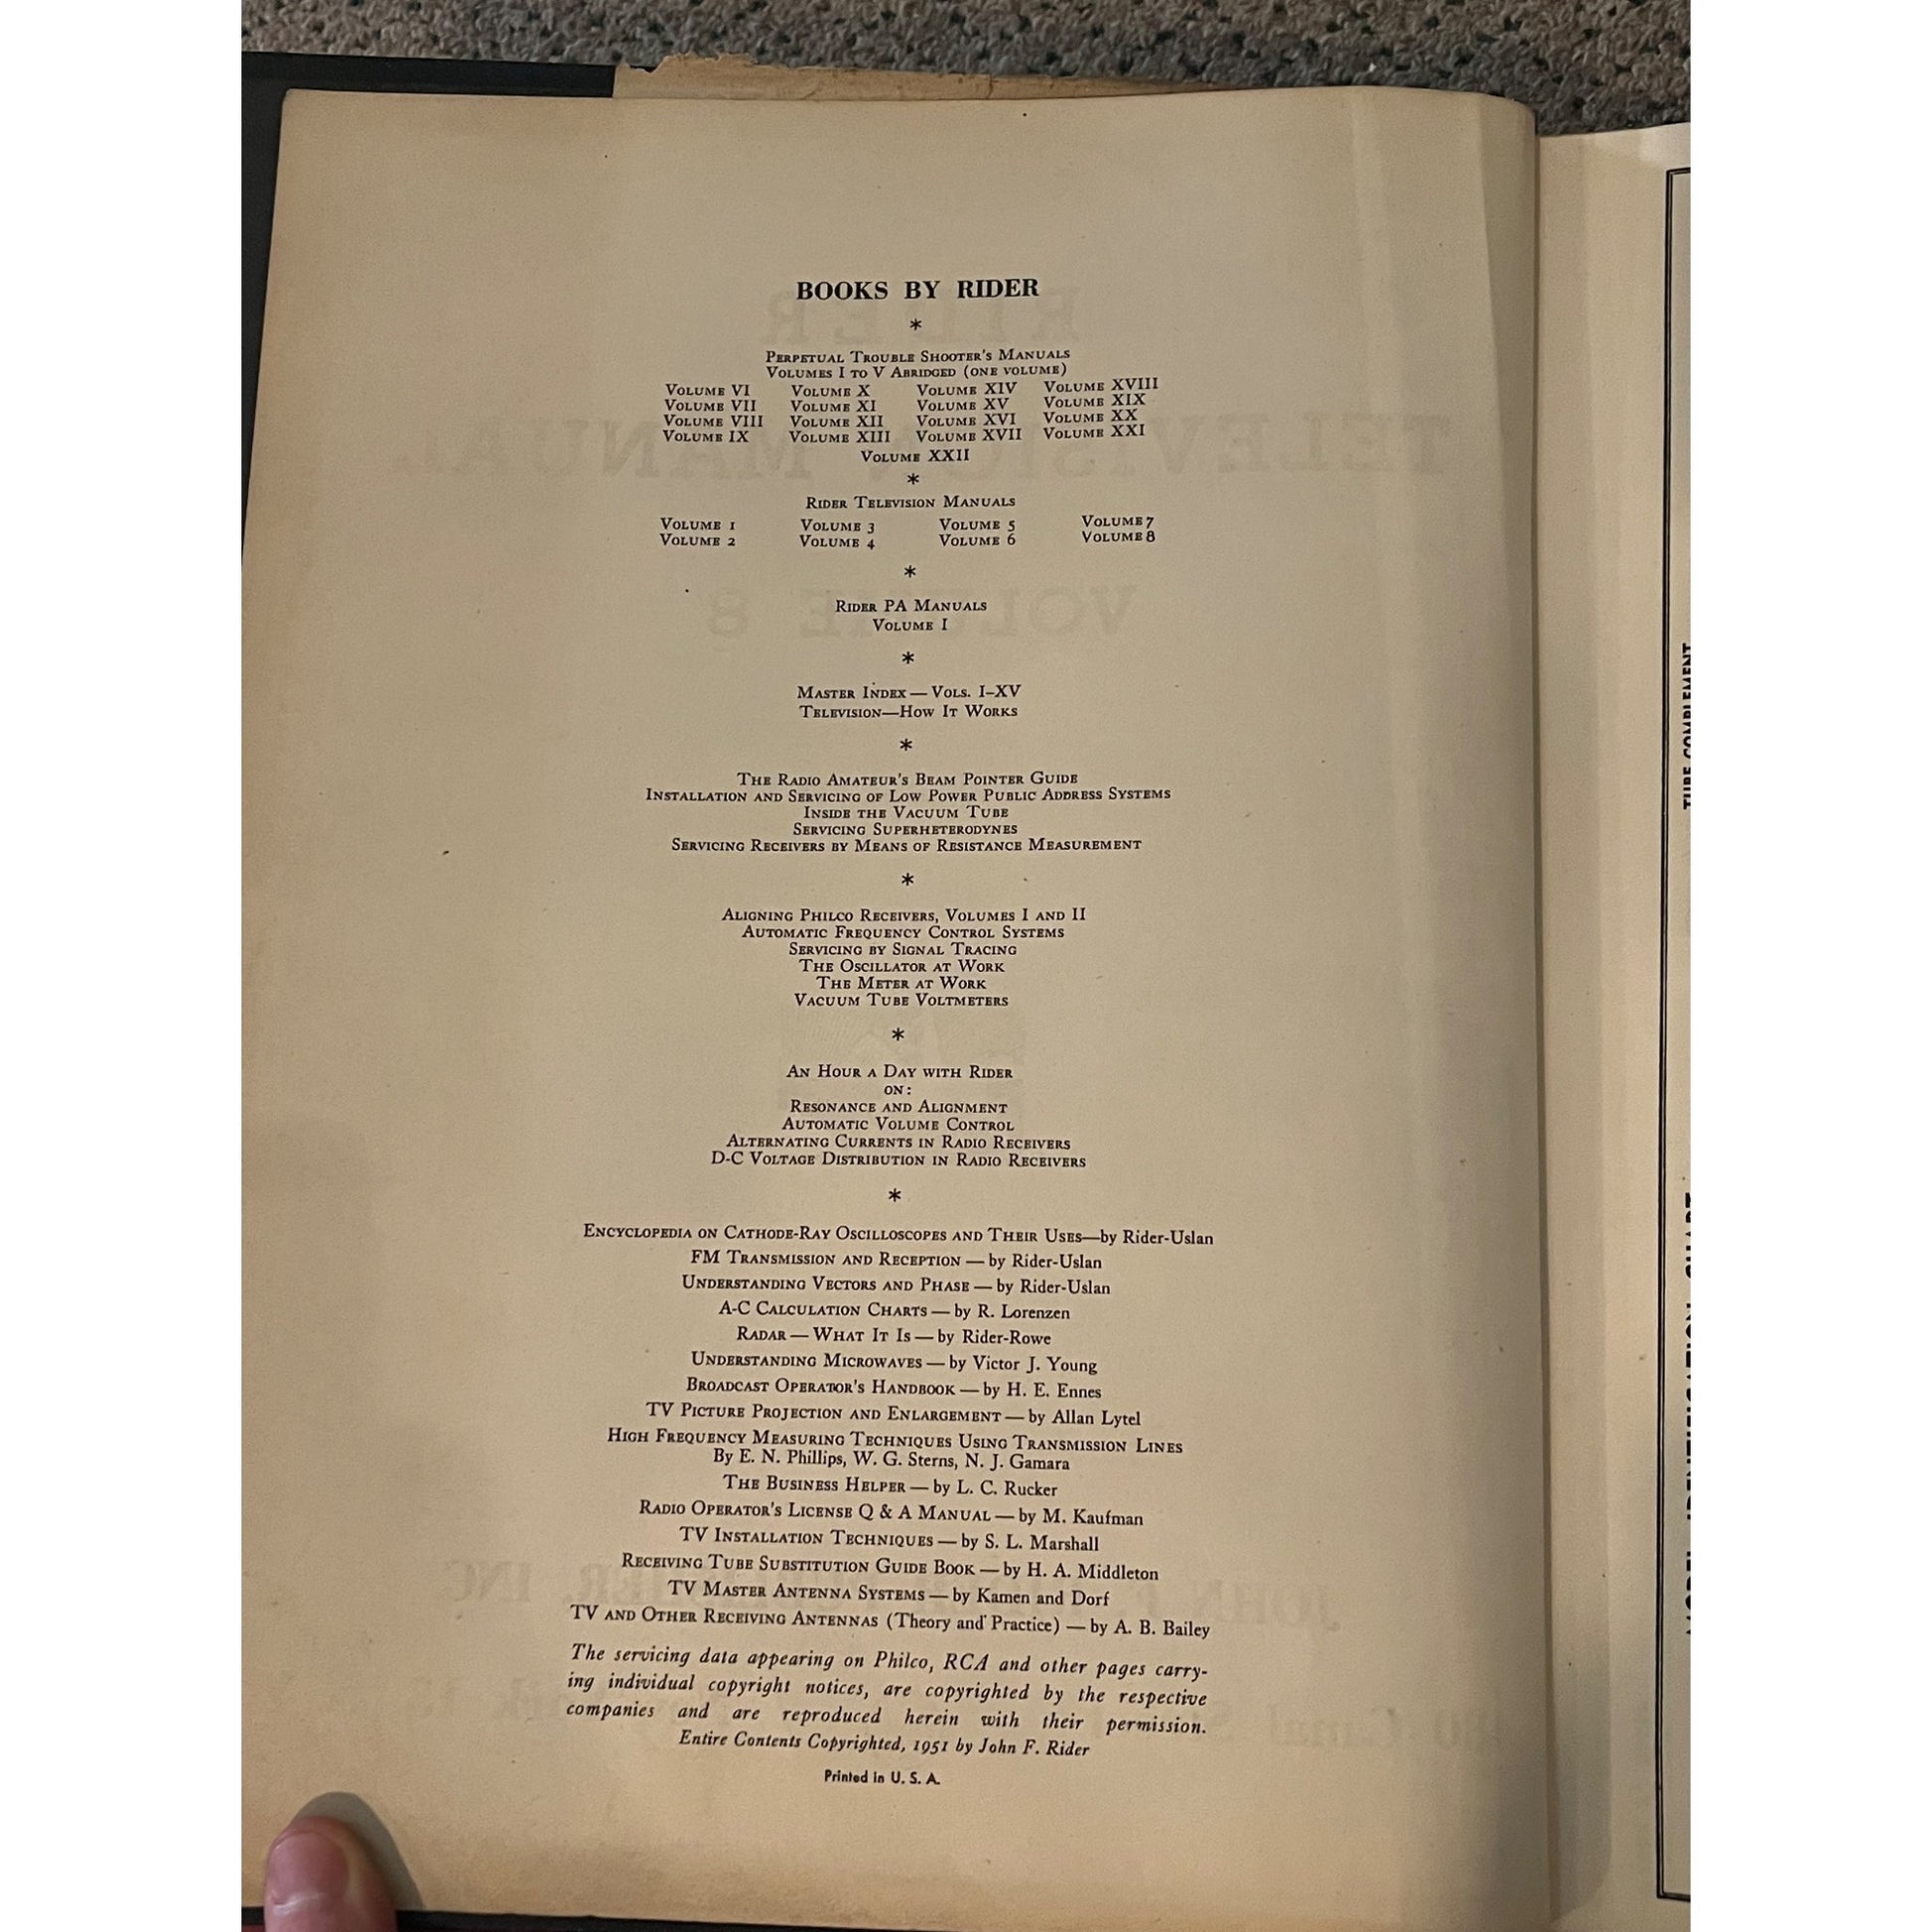 BOOKS BY RIDER
*
PERPETUAL TROUBLE SHOOTER'S MANUALS
VOLUMES I TO V ABRIDGED (ONE VOLUME)
VOLUME VI VOLUME X VOLUME XIV VOLUME XVIII
VOLUME VII VOLUME XI VOLUME XV VOLUME XIX
VOLUME VIII VOLUME XII VOLUME XVI VOLUME XX
VOLUME IX VOLUME XIII VOLUME XVII VOLUME XXI
VOLUME XXII
*
RIDER TELEVISION MANUALS
VOLUME 1 VOLUME 3 VOLUME 5 VOLUME 7
VOLUME 2 VOLUME 4 VOLUME 6 VOLUME 8
*
RIDER PA MANUALS
VOLUME I
*
MASTER INDEX — VOLS. I–XV
TELEVISION—HOW IT WORKS
*
THE RADIO AMATEUR'S BEAM POINTER GUIDE
INSTALLATION AND SERVICING OF LOW POWER PUBLIC ADDRESS SYSTEMS
INSIDE THE VACUUM TUBE
SERVICING SUPERHETERODYNES
SERVICING RECEIVERS BY MEANS OF RESISTANCE MEASUREMENT
*
ALIGNING PHILCO RECEIVERS, VOLUMES I AND II
AUTOMATIC FREQUENCY CONTROL SYSTEMS
SERVICING BY SIGNAL TRACING
THE OSCILLATOR AT WORK
THE METER AT WORK
VACUUM TUBE VOLTMETERS
*
AN HOUR A DAY WITH RIDER
ON:
RESONANCE AND ALIGNMENT
AUTOMATIC VOLUME CONTROL
ALTERNATING CURRENTS IN RADIO RECEIVERS
D-C VOLTAGE DISTRIBUTION IN RADIO RECEIVERS
*
ENCYCLOPEDIA ON CATHODE-RAY OSCILLOSCOPES AND THEIR USES—by Rider-Uslan
FM TRANSMISSION AND RECEPTION — by Rider-Uslan
UNDERSTANDING VECTORS AND PHASE — by Rider-Uslan
A-C CALCULATION CHARTS — by R. Lorenzen
RADAR — WHAT IT IS — by Rider-Rowe
UNDERSTANDING MICROWAVES — by Victor J. Young
BROADCAST OPERATOR'S HANDBOOK — by H. E. Ennes
TV PICTURE PROJECTION AND ENLARGEMENT — by Allan Lytel
HIGH FREQUENCY MEASURING TECHNIQUES USING TRANSMISSION LINES
By E. N. Phillips, W. G. Sterns, N. J. Gamara
THE BUSINESS HELPER — by L. C. Rucker
RADIO OPERATOR'S LICENSE Q & A MANUAL — by M. Kaufman
TV INSTALLATION TECHNIQUES — by S. L. Marshall
RECEIVING TUBE SUBSTITUTION GUIDE BOOK — by H. A. Middleton
TV MASTER ANTENNA SYSTEMS — by Kamen and Dorf
TV AND OTHER RECEIVING ANTENNAS (Theory and Practice) — by A. B. Bailey
The servicing data appearing on Philco, RCA and other pages carry-
ing individual copyright notices, are copyrighted by the respective
companies and are reproduced herein with their permission.
Entire Contents Copyrighted, 1951 by John F. Rider
Printed in U. S. A.
TUBE COMPLEMENT
MODEL IDENTIFICATION CHART